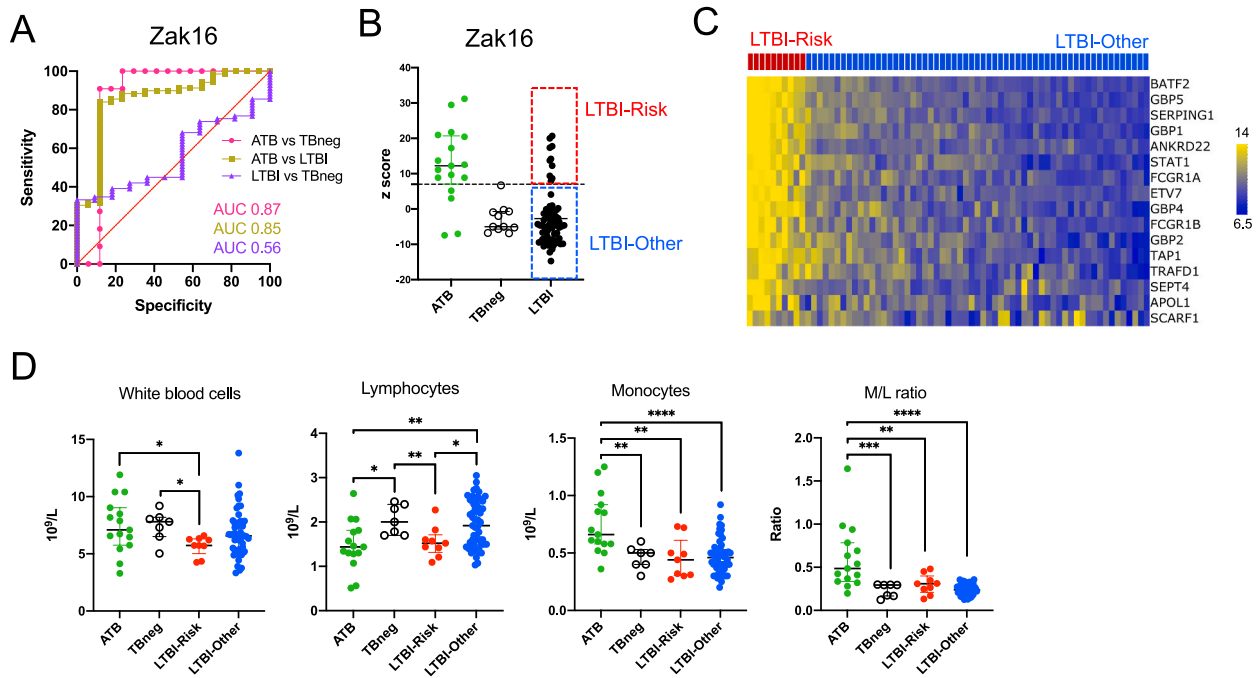 A
Zak16
100
80
60
40
20
0
Sensitivity
ATB vs TBneg
ATB vs LTBI
LTBI vs TBneg
AUC 0.87
AUC 0.85
AUC 0.56
0 20 40 60 80 100
Specificity
B
Zak16
40
30
20
10
0
-10
-20
z score
LTBI-Risk
LTBI-Other
ATB TBneg LTBI
C
LTBI-Risk LTBI-Other
BATF2
GBP5
SERPING1
GBP1
ANKRD22
STAT1
FCGR1A
ETV7
GBP4
FCGR1B
GBP2
TAP1
TRAFD1
SEPT4
APOL1
SCARF1
14
6.5
D
White blood cells
*
*
15
10
5
0
10⁹/L
ATB TBneg LTBI-Risk LTBI-Other
Lymphocytes
**
* ** *
4
3
2
1
0
10⁹/L
ATB TBneg LTBI-Risk LTBI-Other
Monocytes
****
**
**
1.5
1.0
0.5
0.0
10⁹/L
ATB TBneg LTBI-Risk LTBI-Other
M/L ratio
****
**
***
2.0
1.5
1.0
0.5
0.0
Ratio
ATB TBneg LTBI-Risk LTBI-Other